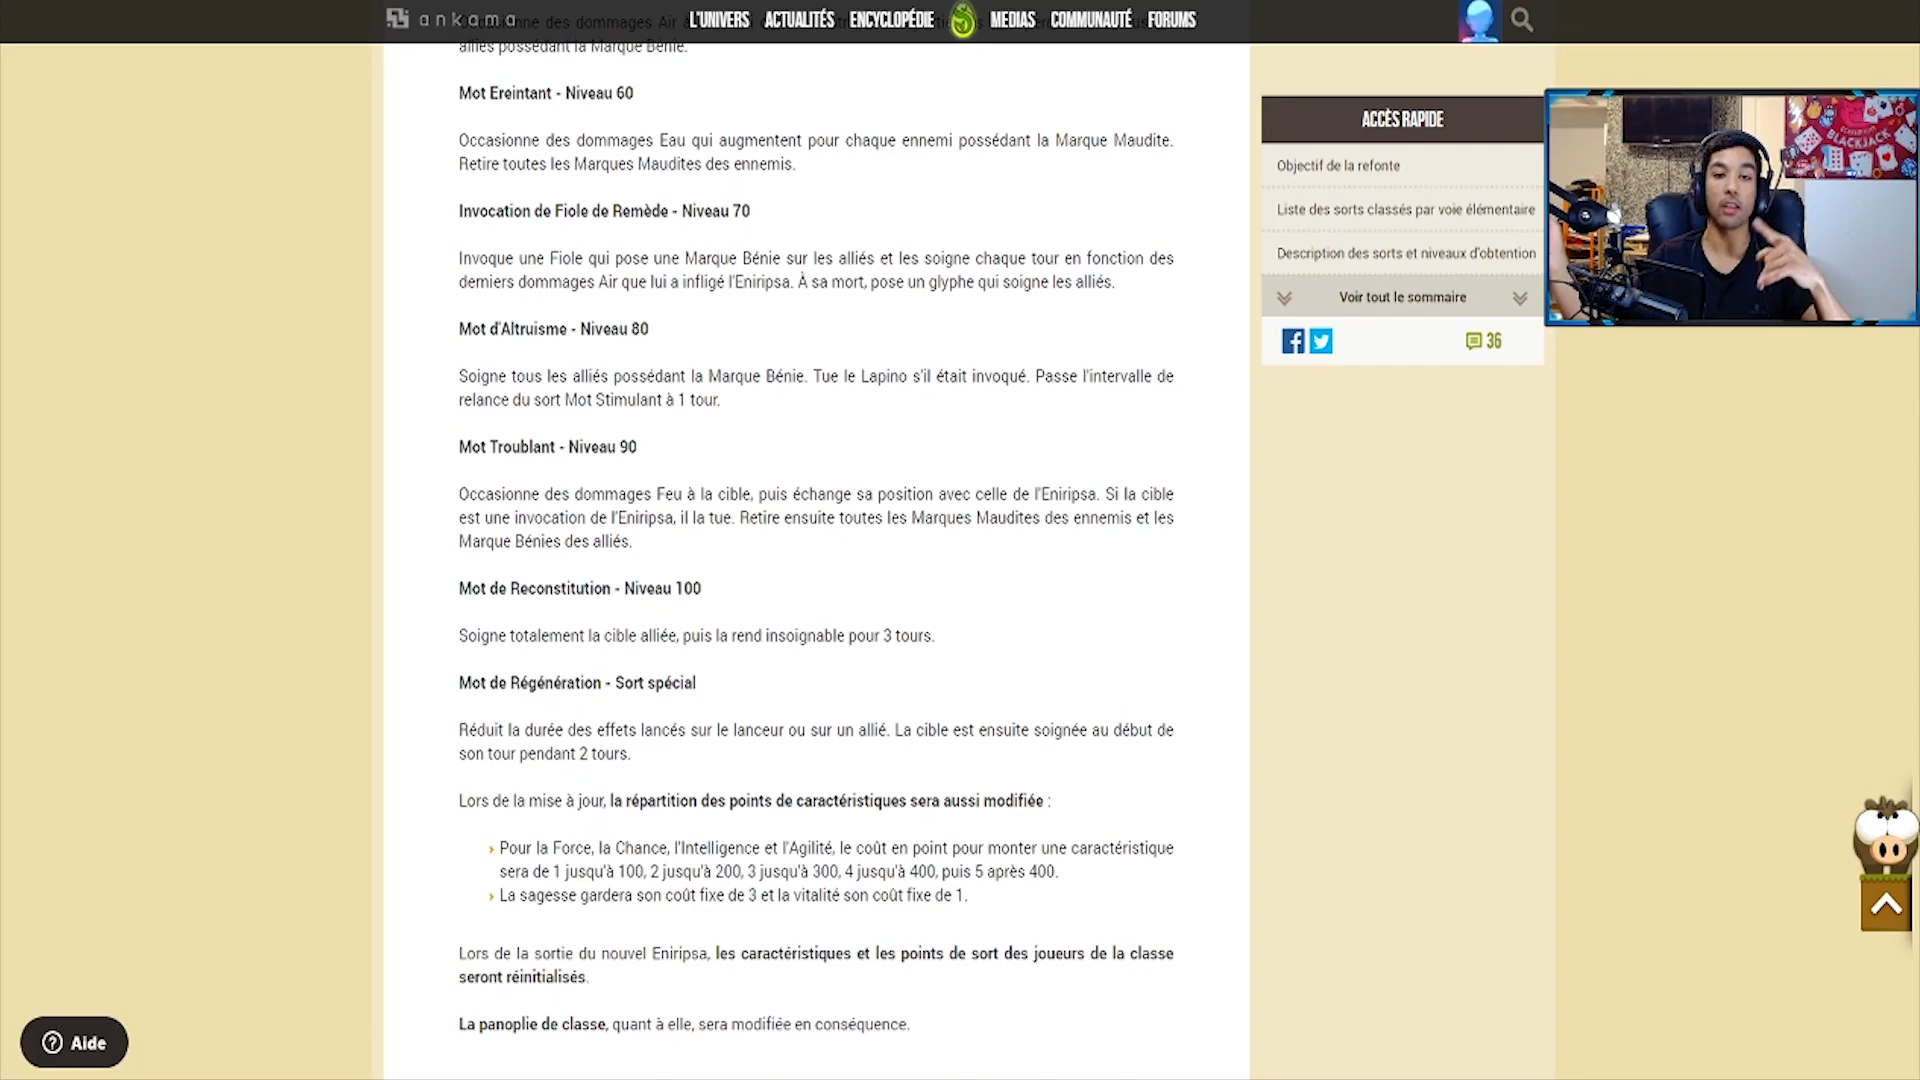 ankama
L'UNIVERS
ACTUALITÉS
ENCYCLOPÉDIE
MEDIAS
COMMUNAUTÉ
FORUMS
des dommages Air
alliés possédant la Marque Bénie.
Mot Ereintant - Niveau 60
Occasionne des dommages Eau qui augmentent pour chaque ennemi possédant la Marque Maudite.
Retire toutes les Marques Maudites des ennemis.
Invocation de Fiole de Remède - Niveau 70
Invoque une Fiole qui pose une Marque Bénie sur les alliés et les soigne chaque tour en fonction des
derniers dommages Air que lui a infligé l'Eniripsa. À sa mort, pose un glyphe qui soigne les alliés.
Mot d'Altruisme - Niveau 80
Soigne tous les alliés possédant la Marque Bénie. Tue le Lapino s'il était invoqué. Passe l'intervalle de
relance du sort Mot Stimulant à 1 tour.
Mot Troublant - Niveau 90
Occasionne des dommages Feu à la cible, puis échange sa position avec celle de l'Eniripsa. Si la cible
est une invocation de l'Eniripsa, il la tue. Retire ensuite toutes les Marques Maudites des ennemis et les
Marque Bénies des alliés.
Mot de Reconstitution - Niveau 100
Soigne totalement la cible alliée, puis la rend insoignable pour 3 tours.
Mot de Régénération - Sort spécial
Réduit la durée des effets lancés sur le lanceur ou sur un allié. La cible est ensuite soignée au début de
son tour pendant 2 tours.
Lors de la mise à jour, la répartition des points de caractéristiques sera aussi modifiée :
› Pour la Force, la Chance, l'Intelligence et l'Agilité, le coût en point pour monter une caractéristique
sera de 1 jusqu'à 100, 2 jusqu'à 200, 3 jusqu'à 300, 4 jusqu'à 400, puis 5 après 400.
› La sagesse gardera son coût fixe de 3 et la vitalité son coût fixe de 1.
Lors de la sortie du nouvel Eniripsa, les caractéristiques et les points de sort des joueurs de la classe
seront réinitialisés.
La panoplie de classe, quant à elle, sera modifiée en conséquence.
ACCÈS RAPIDE
Objectif de la refonte
Liste des sorts classés par voie élémentaire
Description des sorts et niveaux d'obtention
Voir tout le sommaire
36
BLACKJACK
Aide